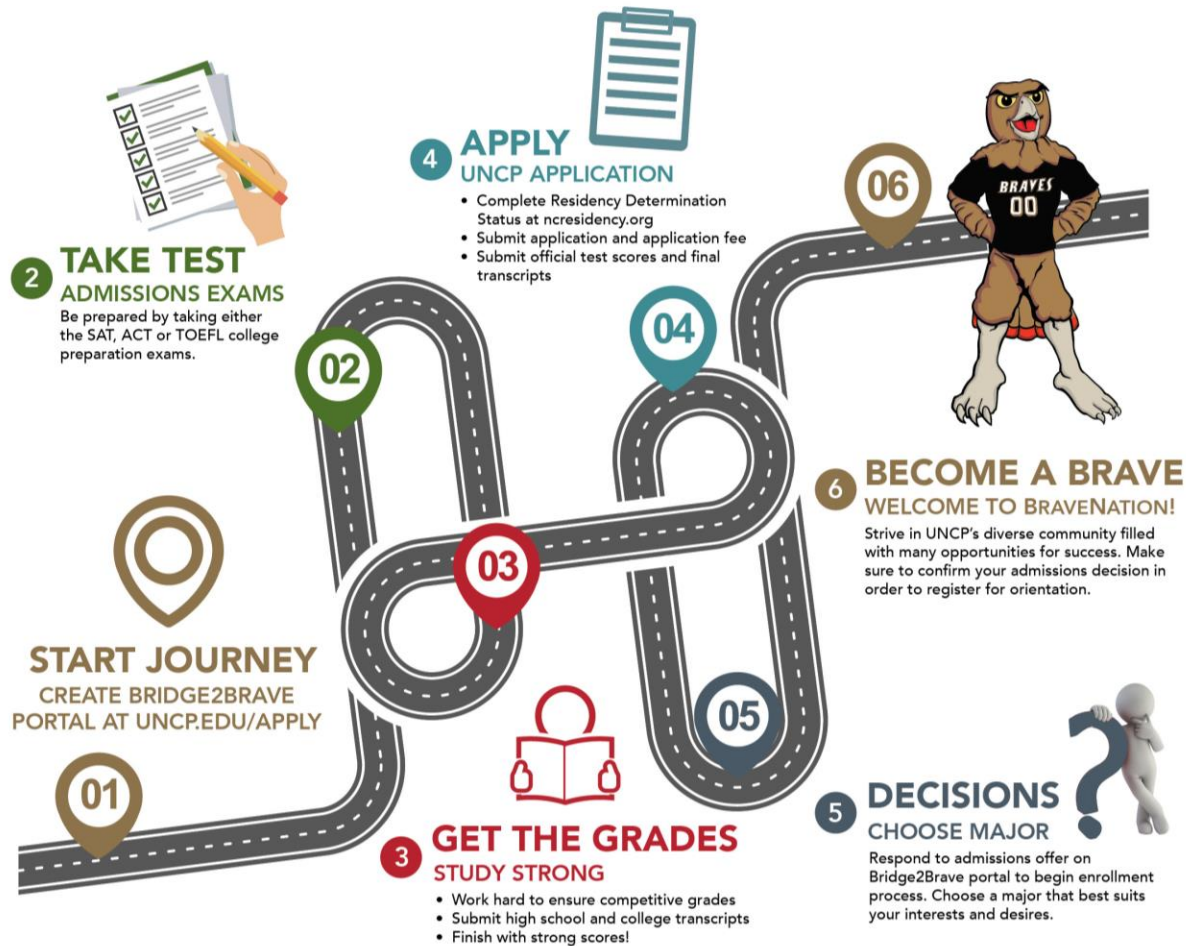 START JOURNEY
CREATE BRIDGE2BRAVE
PORTAL AT UNCP.EDU/APPLY
01
2
TAKE TEST
ADMISSIONS EXAMS
Be prepared by taking either
the SAT, ACT or TOEFL college
preparation exams.
02
3
GET THE GRADES
STUDY STRONG
• Work hard to ensure competitive grades
• Submit high school and college transcripts
• Finish with strong scores!
03
4
APPLY
UNCP APPLICATION
• Complete Residency Determination
Status at ncresidency.org
• Submit application and application fee
• Submit official test scores and final
transcripts
04
5
DECISIONS
CHOOSE MAJOR
Respond to admissions offer on
Bridge2Brave portal to begin enrollment
process. Choose a major that best suits
your interests and desires.
05
06
BRAVES
00
6
BECOME A BRAVE
WELCOME TO BRAVENATION!
Strive in UNCP's diverse community filled
with many opportunities for success. Make
sure to confirm your admissions decision in
order to register for orientation.